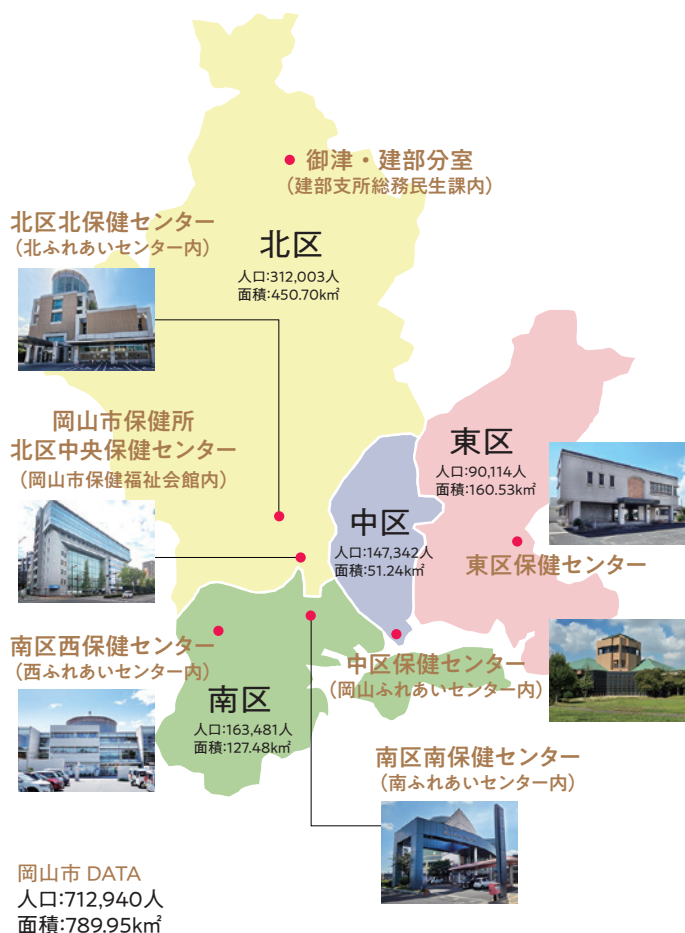 御津・建部分室
（建部支所総務民生課内）
北区北保健センター
（北ふれあいセンター内）
北区
人口:312,003人
面積:450.70k㎡
岡山市保健所
北区中央保健センター
（岡山市保健福祉会館内）
東区
人口:90,114人
面積:160.53k㎡
中区
人口:147,342人
面積:51.24k㎡
東区保健センター
南区西保健センター
（西ふれあいセンター内）
中区保健センター
（岡山ふれあいセンター内）
南区
人口:163,481人
面積:127.48k㎡
南区南保健センター
（南ふれあいセンター内）
岡山市 DATA
人口:712,940人
面積:789.95k㎡